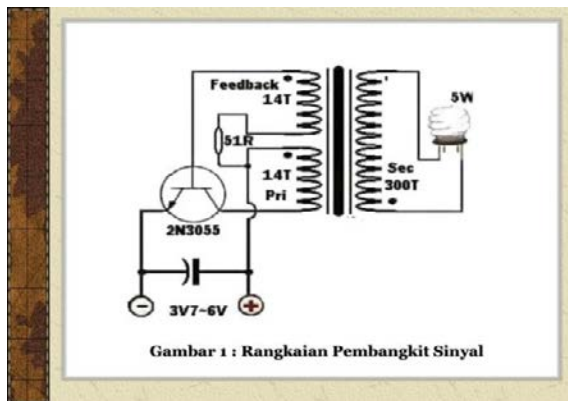 Feedback
14T
5W
51R
14T
Pri
Sec
300T
2N3055
3V7~6V
Gambar 1 : Rangkaian Pembangkit Sinyal